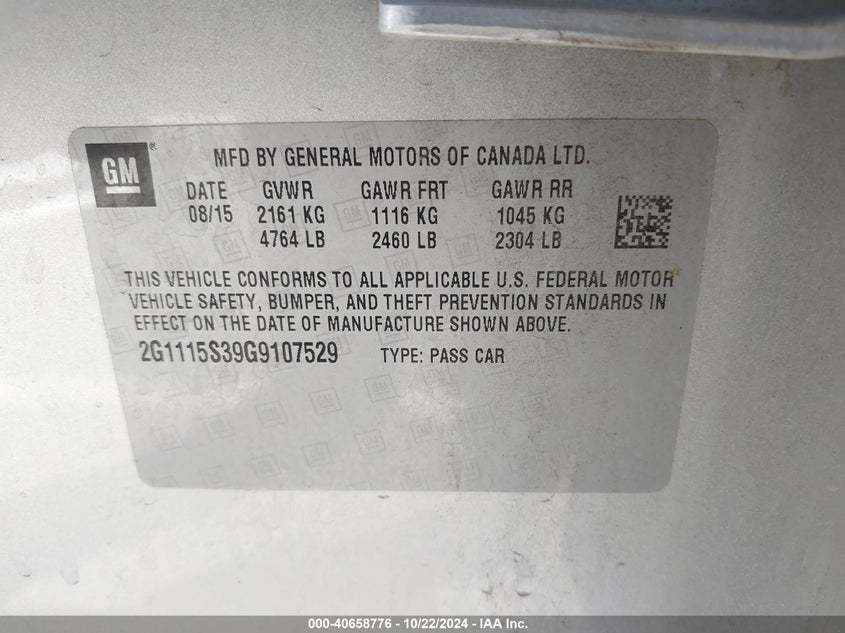 GM®
MFD BY GENERAL MOTORS OF CANADA LTD.
DATE GVWR GAWR FRT GAWR RR
08/15 2161 KG 1116 KG 1045 KG
4764 LB 2460 LB 2304 LB
THIS VEHICLE CONFORMS TO ALL APPLICABLE U.S. FEDERAL MOTOR
VEHICLE SAFETY, BUMPER, AND THEFT PREVENTION STANDARDS IN
EFFECT ON THE DATE OF MANUFACTURE SHOWN ABOVE.
2G1115S39G9107529 TYPE: PASS CAR
000-40658776 - 10/22/2024 - IAA Inc.